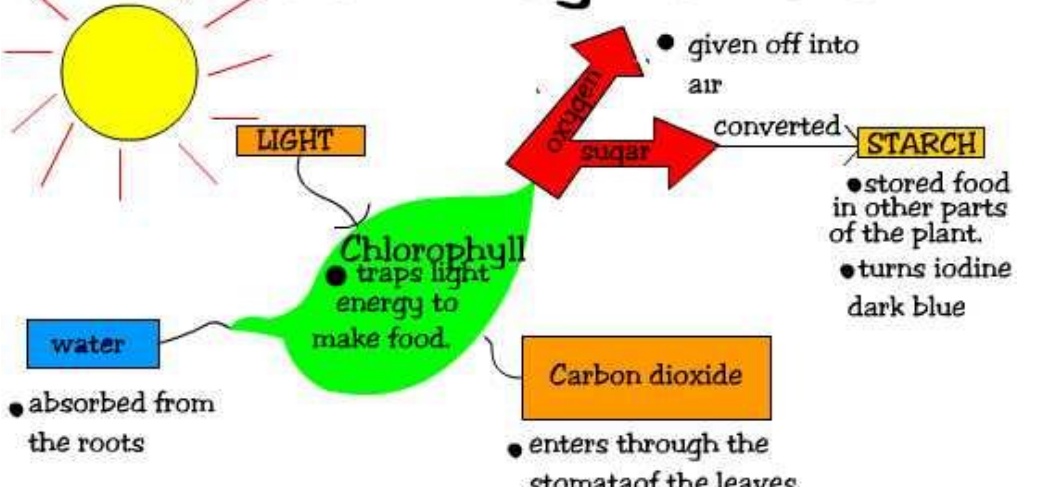 given off into
air
oxygen
sugar
converted
STARCH
stored food
in other parts
of the plant.
turns iodine
dark blue
LIGHT
Chlorophyll
traps light
energy to
make food.
water
absorbed from
the roots
Carbon dioxide
enters through the
stomataof the leaves